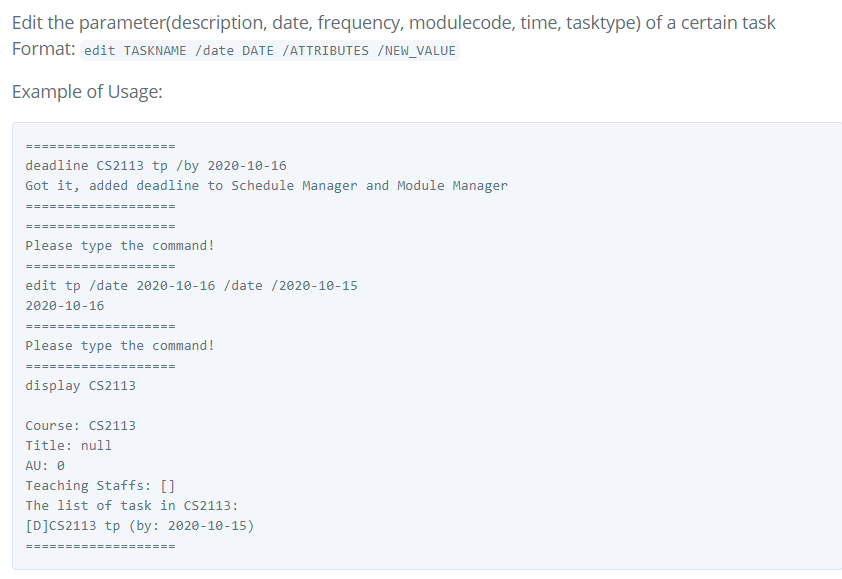 Edit the parameter(description, date, frequency, modulecode, time, tasktype) of a certain task
Format: edit TASKNAME /date DATE /ATTRIBUTES /NEW_VALUE
Example of Usage:
===================
deadline CS2113 tp /by 2020-10-16
Got it, added deadline to Schedule Manager and Module Manager
===================
===================
Please type the command!
===================
edit tp /date 2020-10-16 /date /2020-10-15
2020-10-16
===================
Please type the command!
===================
display CS2113
Course: CS2113
Title: null
AU: 0
Teaching Staffs: []
The list of task in CS2113:
[D]CS2113 tp (by: 2020-10-15)
===================